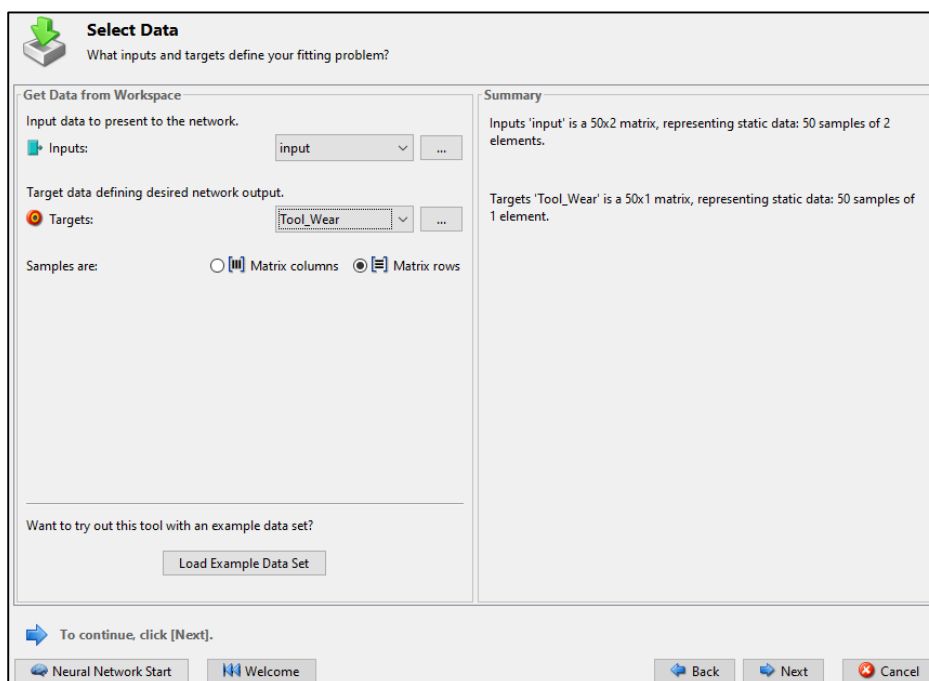 Select Data
What inputs and targets define your fitting problem?
Get Data from Workspace
Input data to present to the network.
Inputs:
input
...
Target data defining desired network output.
Targets:
Tool_Wear
...
Samples are:
Matrix columns
Matrix rows
Want to try out this tool with an example data set?
Load Example Data Set
Summary
Inputs 'input' is a 50x2 matrix, representing static data: 50 samples of 2
elements.
Targets 'Tool_Wear' is a 50x1 matrix, representing static data: 50 samples of
1 element.
To continue, click [Next].
Neural Network Start
Welcome
Back
Next
Cancel